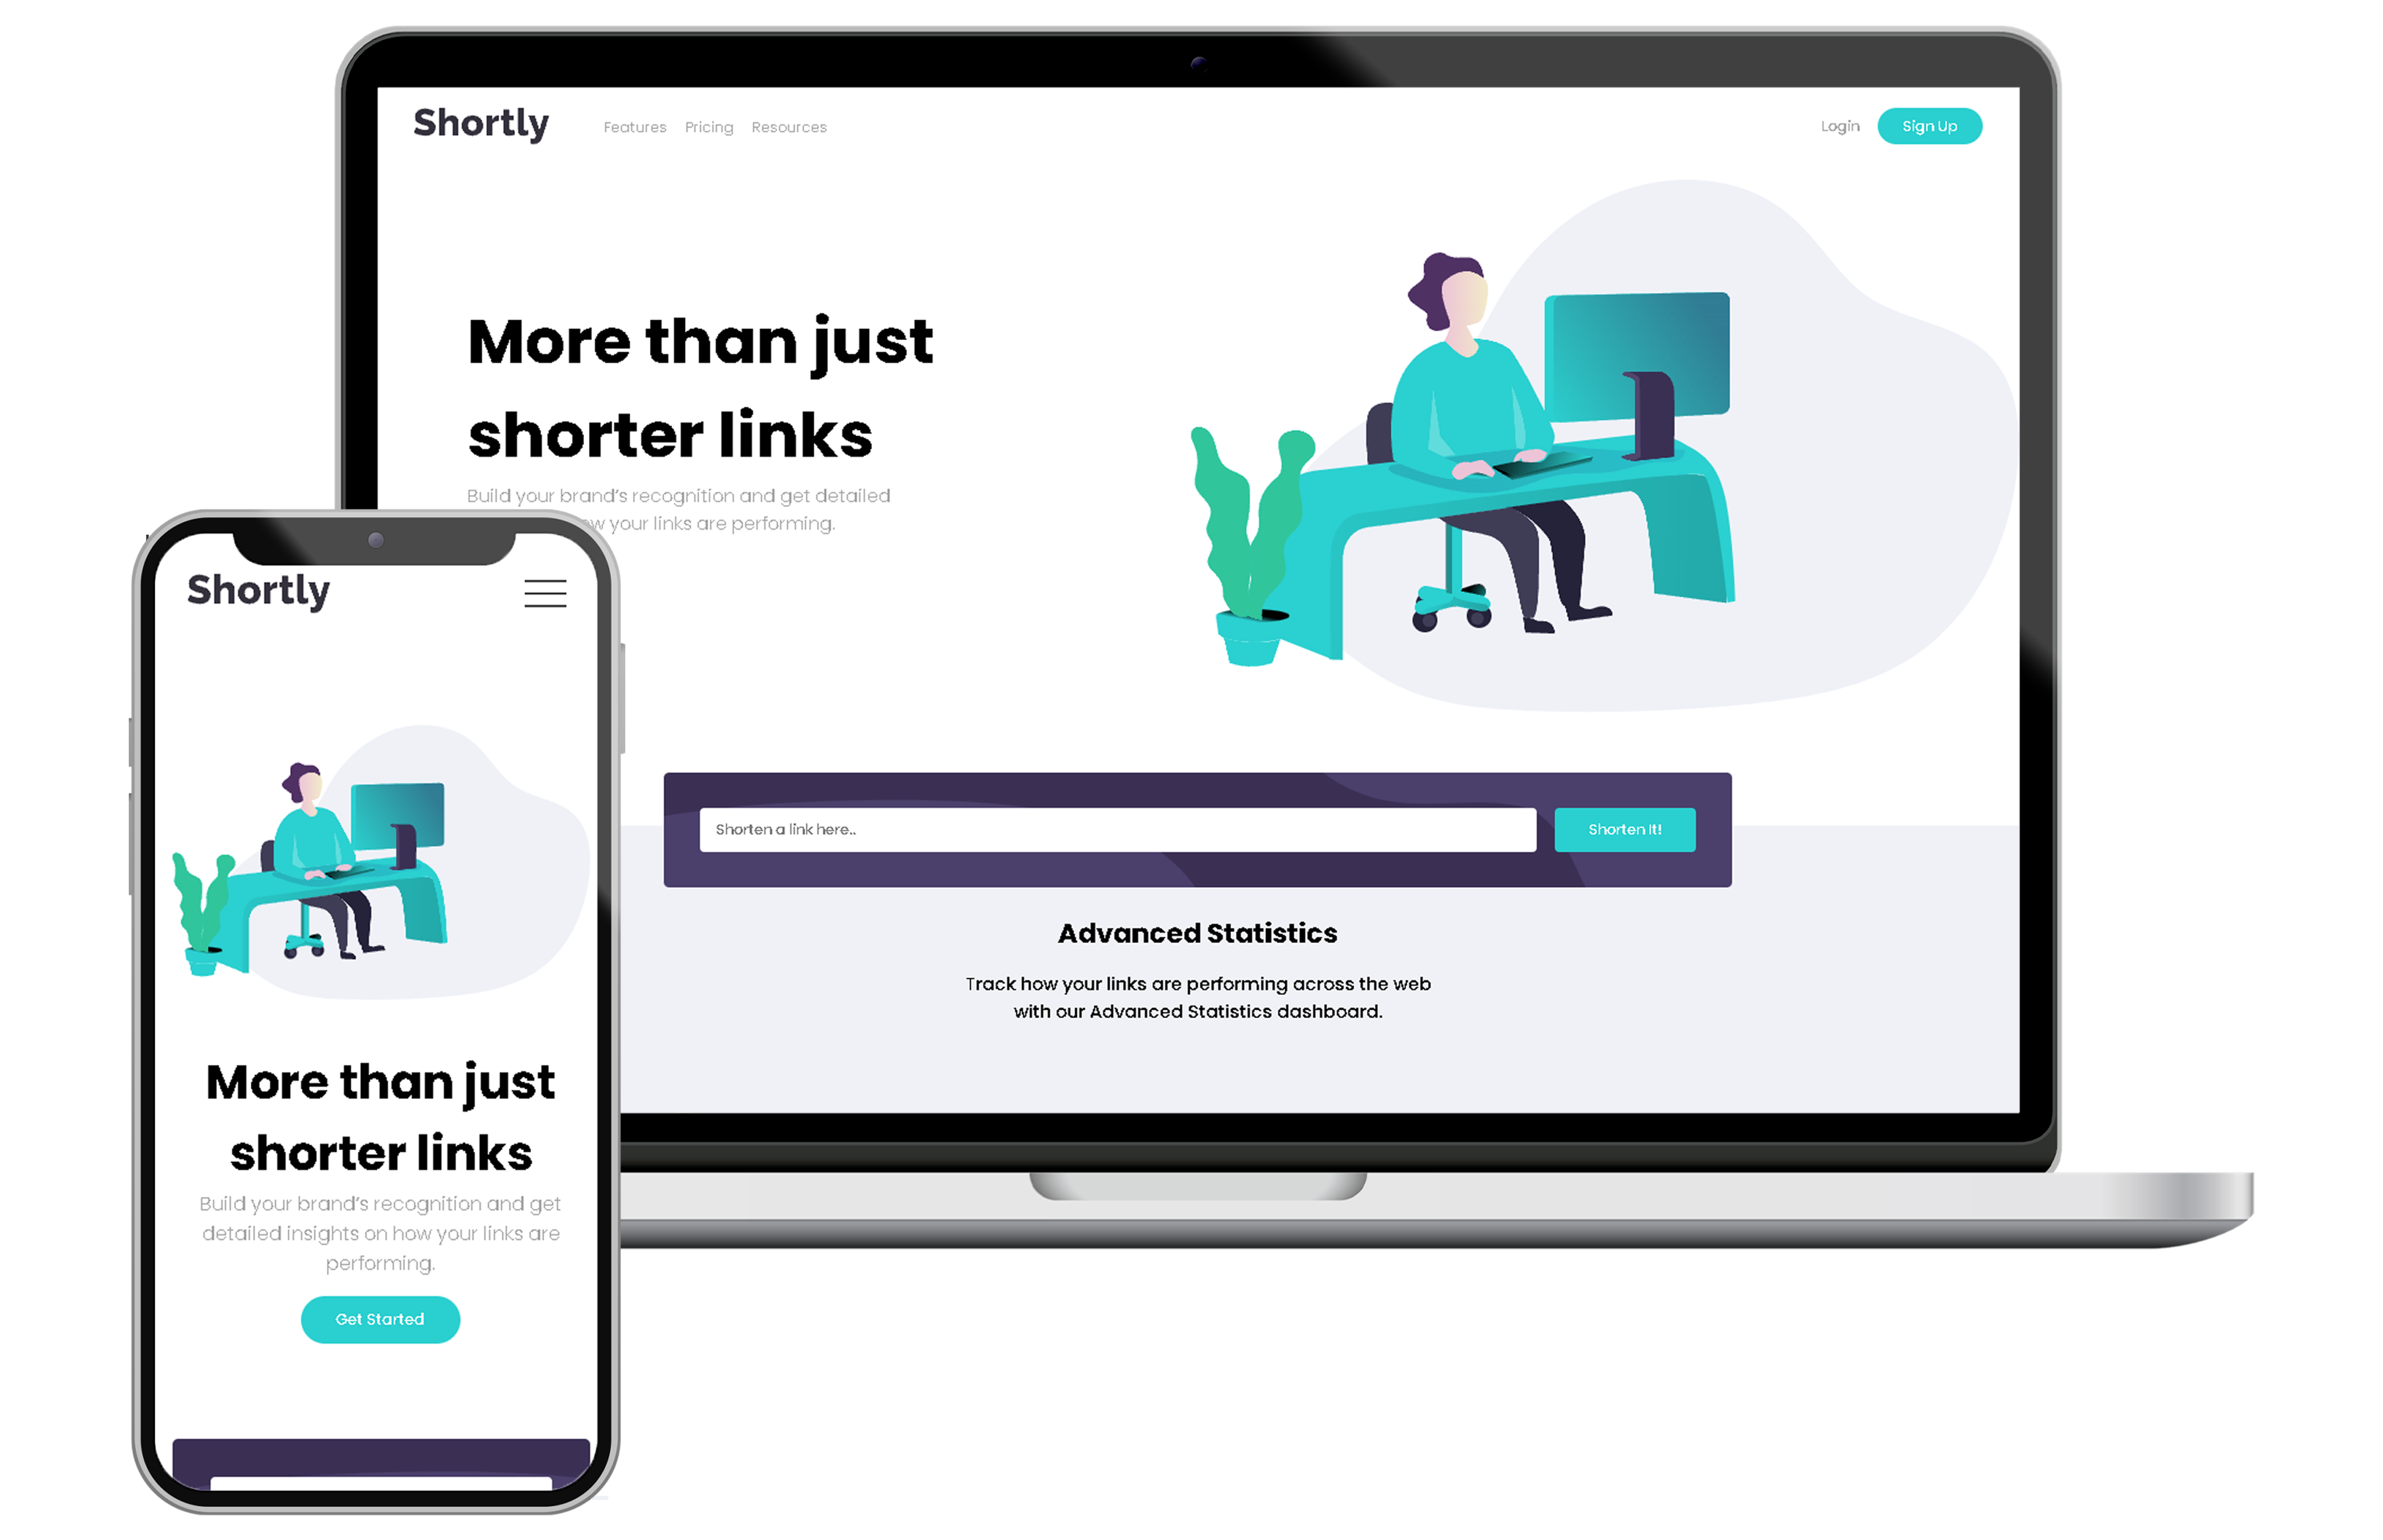 Shortly
Features Pricing Resources
Login
Sign Up
More than just
shorter links
Build your brand’s recognition and get detailed
your links are performing.
Shorten a link here..
Shorten It!
Advanced Statistics
Track how your links are performing across the web
with our Advanced Statistics dashboard.
Shortly
More than just
shorter links
Build your brand’s recognition and get
detailed insights on how your links are
performing.
Get Started